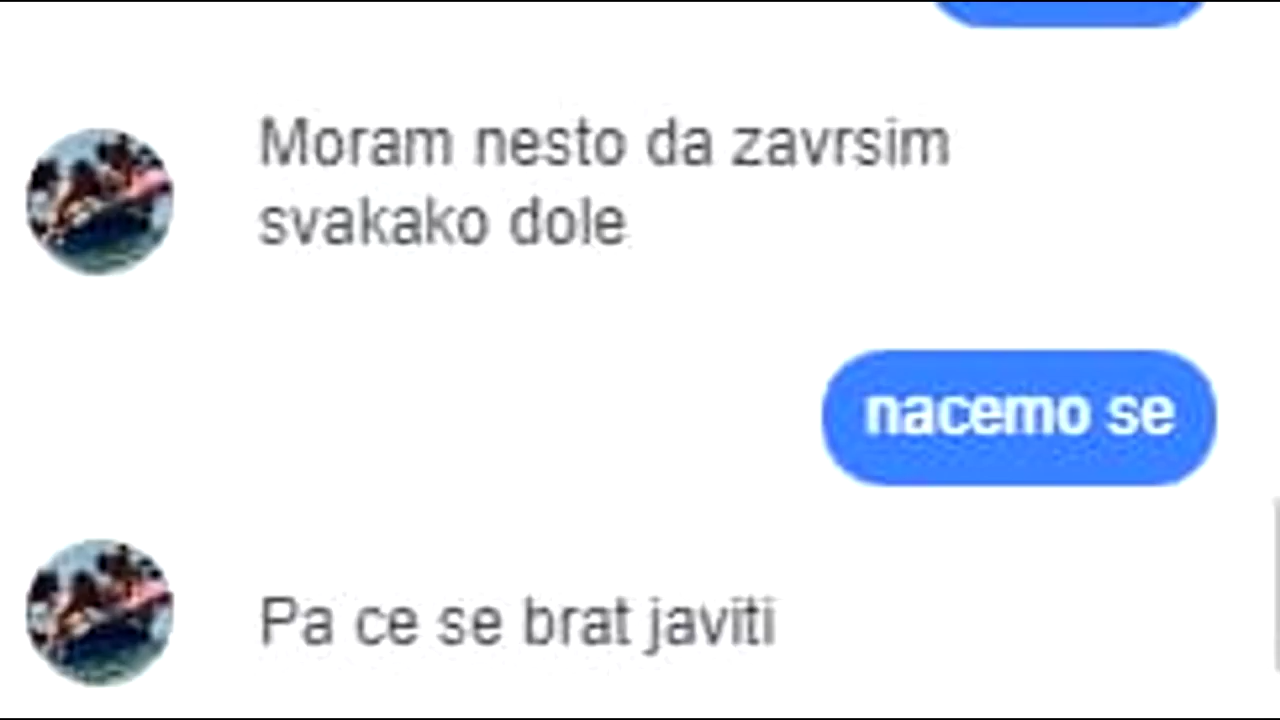 Moram nesto da zavrsim
svakako dole
nacemo se
Pa ce se brat javiti